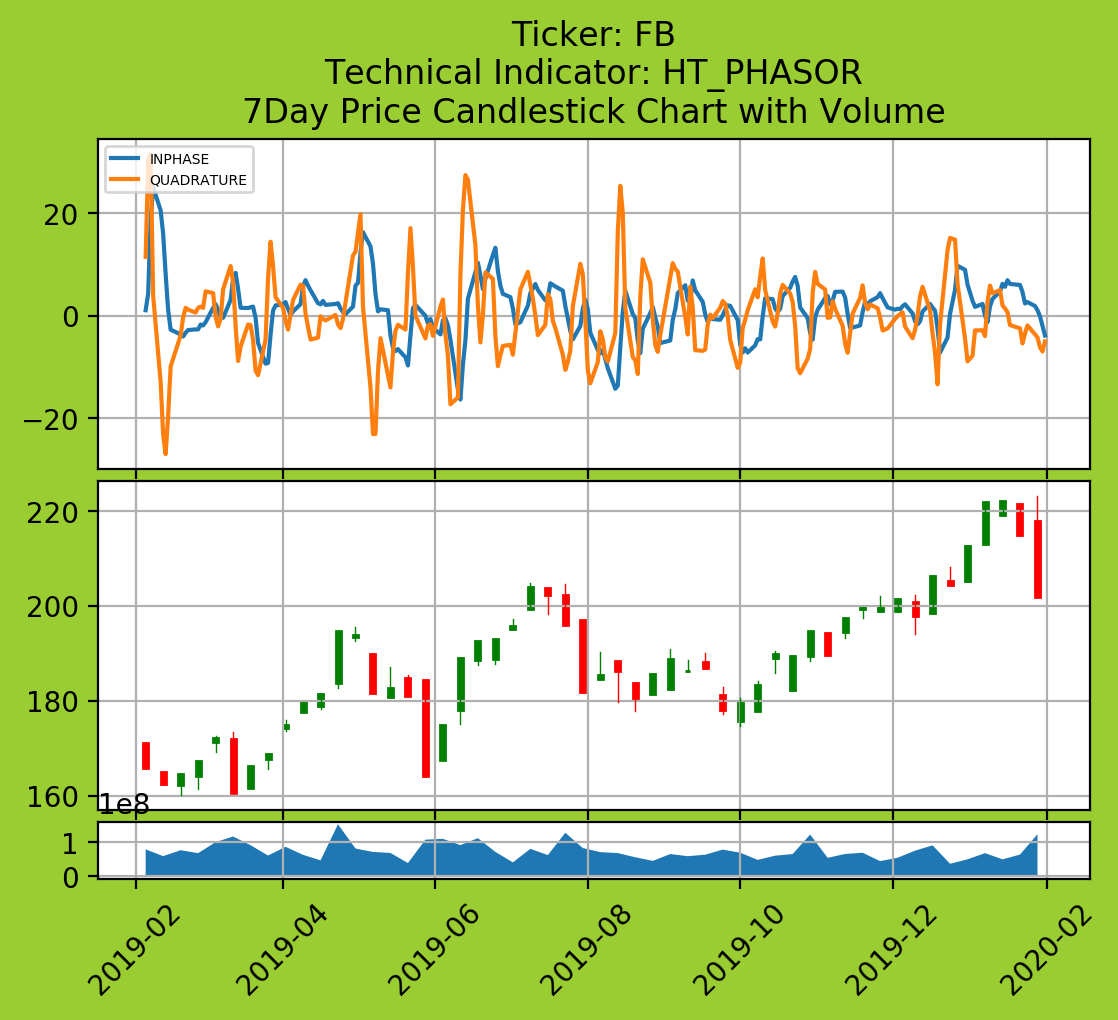 Ticker: FB
Technical Indicator: HT_PHASOR
7Day Price Candlestick Chart with Volume
INPHASE
QUADRATURE
20
0
−20
220
200
180
160
1e8
1
0
2019-02
2019-04
2019-06
2019-08
2019-10
2019-12
2020-02